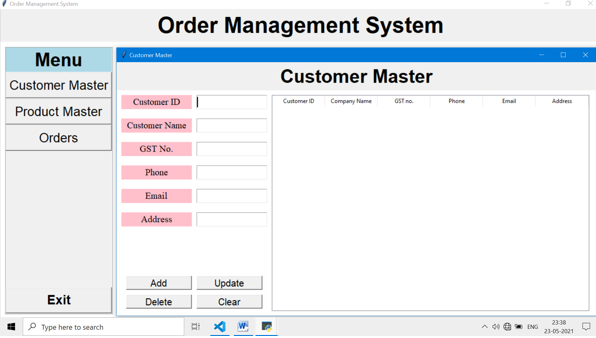 Order Management System
Order Management System
Menu
Customer Master
Product Master
Orders
Exit
Customer Master
Customer Master
Customer ID
Customer Name
GST No.
Phone
Email
Address
Add
Update
Delete
Clear
Customer ID Company Name GST no. Phone Email Address
Type here to search
ENG
23:38
23-05-2021